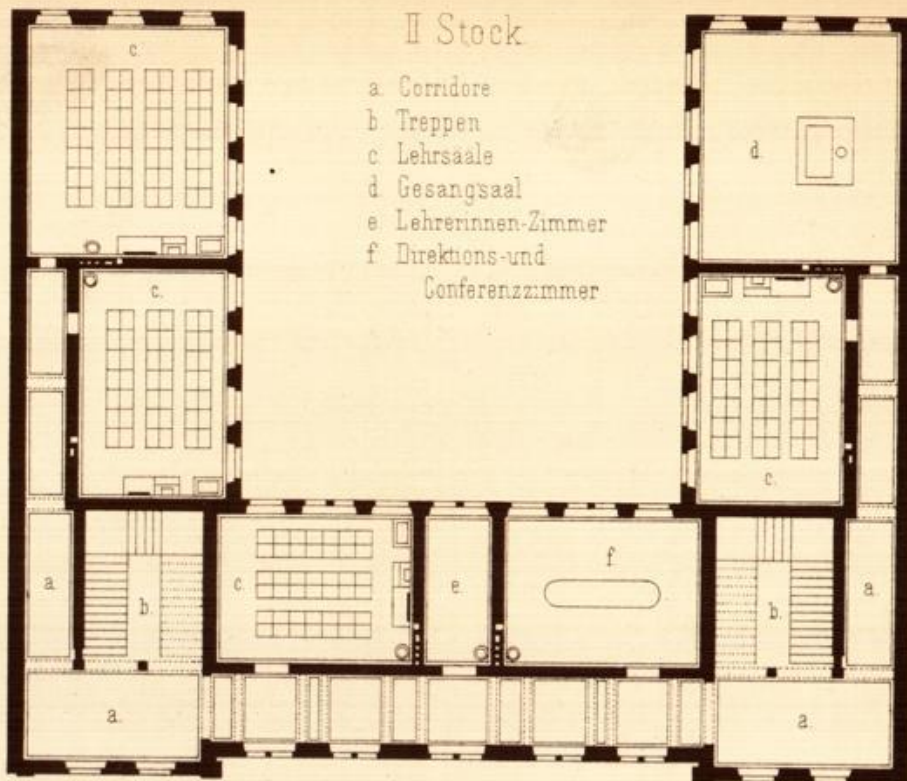 II Stock
a. Corridore
b. Treppen
c. Lehrsaale
d. Gesangsaal
e. Lehrerinnen-Zimmer
f. Direktions-und
Conferenzzimmer
c.
d.
c.
c.
a.
b.
c.
e.
f
b.
a.
a.
a.